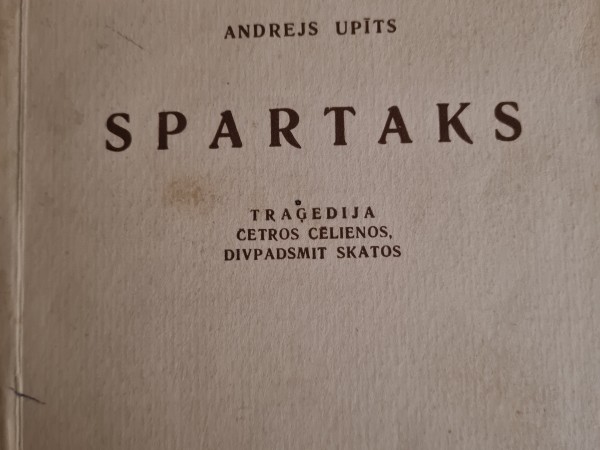 ANDREJS UPĪTS
SPARTAKS
TRAĢEDIJA
ČETROS CĒLIENOS,
DIVPADSMIT SKATOS